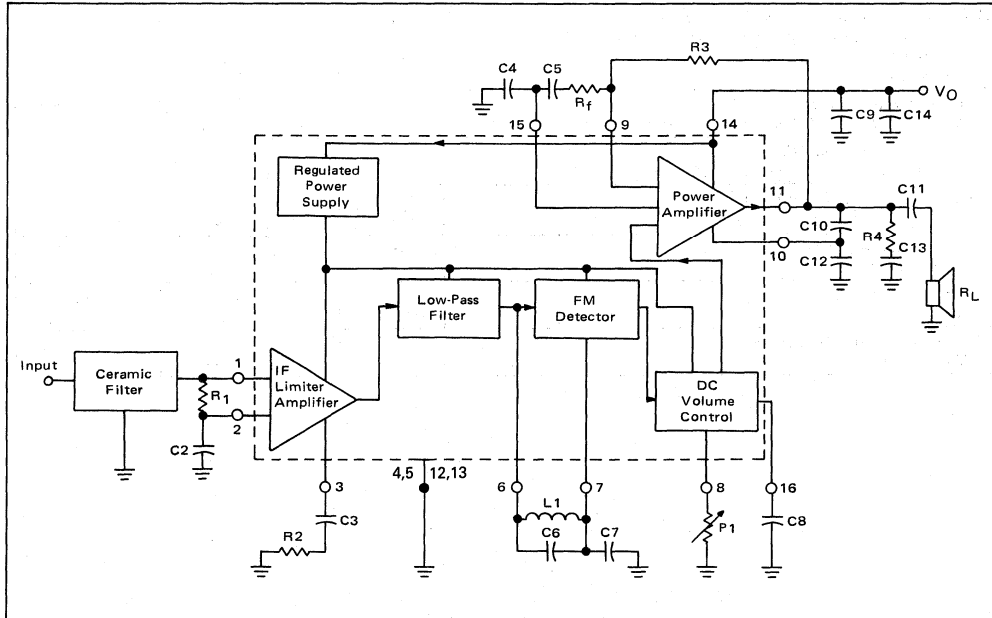 R3
C4
C5
Rf
VO
C9
C14
15
9
14
Regulated
Power
Supply
Power
Amplifier
11
C11
C10
R4
C13
10
C12
RL
Low-Pass
Filter
FM
Detector
Input
Ceramic
Filter
1
R1
2
C2
IF
Limiter
Amplifier
DC
Volume
Control
3
4,5
12,13
6
7
8
16
L1
C3
R2
C6
C7
P1
C8